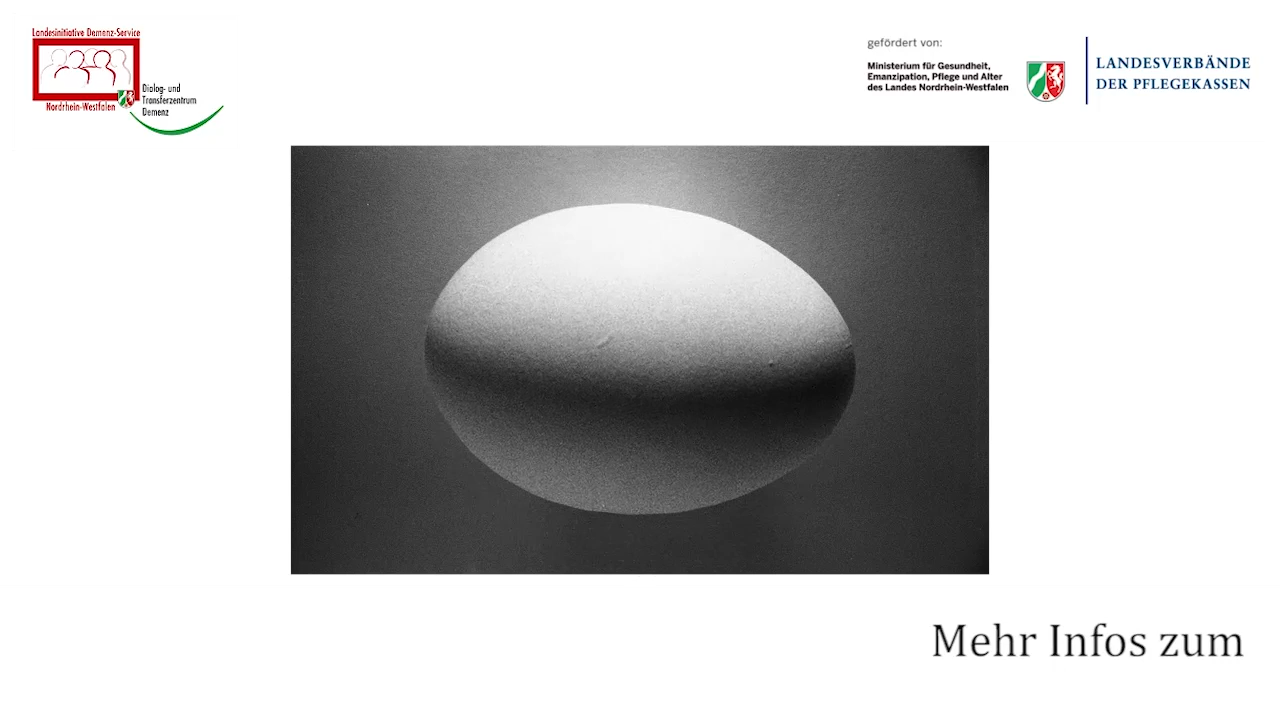 Landesinitiative Demenz-Service
Nordrhein-Westfalen
Dialog- und
Transferzentrum
Demenz
gefördert von:
Ministerium für Gesundheit,
Emanzipation, Pflege und Alter
des Landes Nordrhein-Westfalen
LANDESVERBÄNDE
DER PFLEGEKASSEN
Mehr Infos zum